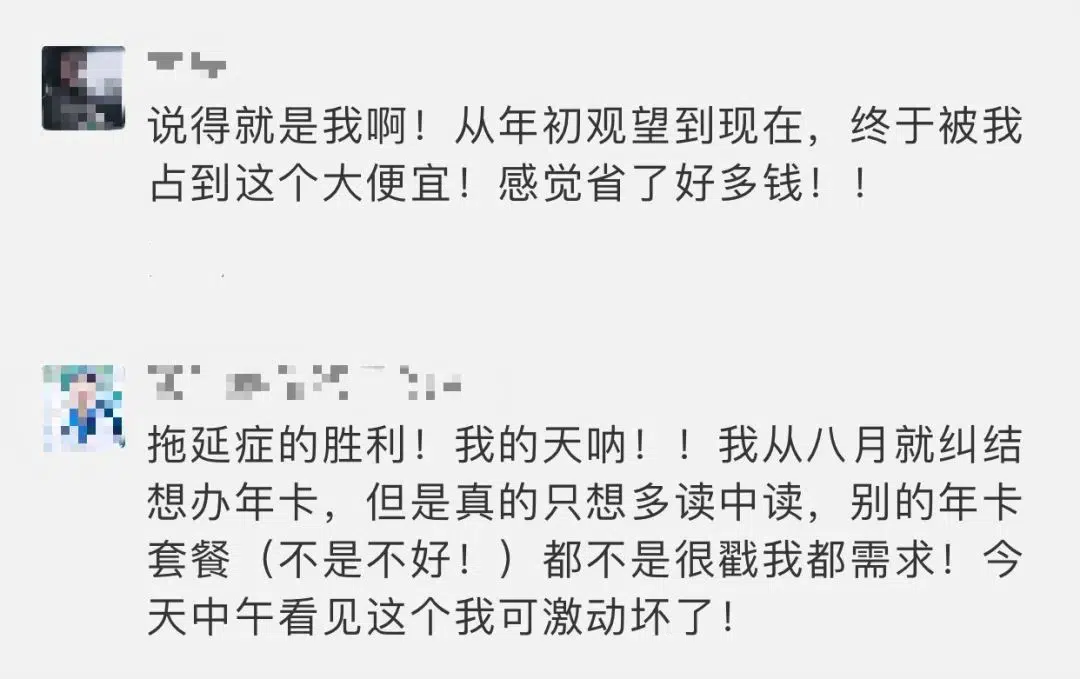 说得就是我啊！从年初观望到现在，终于被我
占到这个大便宜！感觉省了好多钱！！
拖延症的胜利！我的天呐！！我从八月就纠结
想办年卡，但是真的只想多读中读，别的年卡
套餐（不是不好！）都不是很戳我都需求！今
天中午看见这个我可激动坏了！